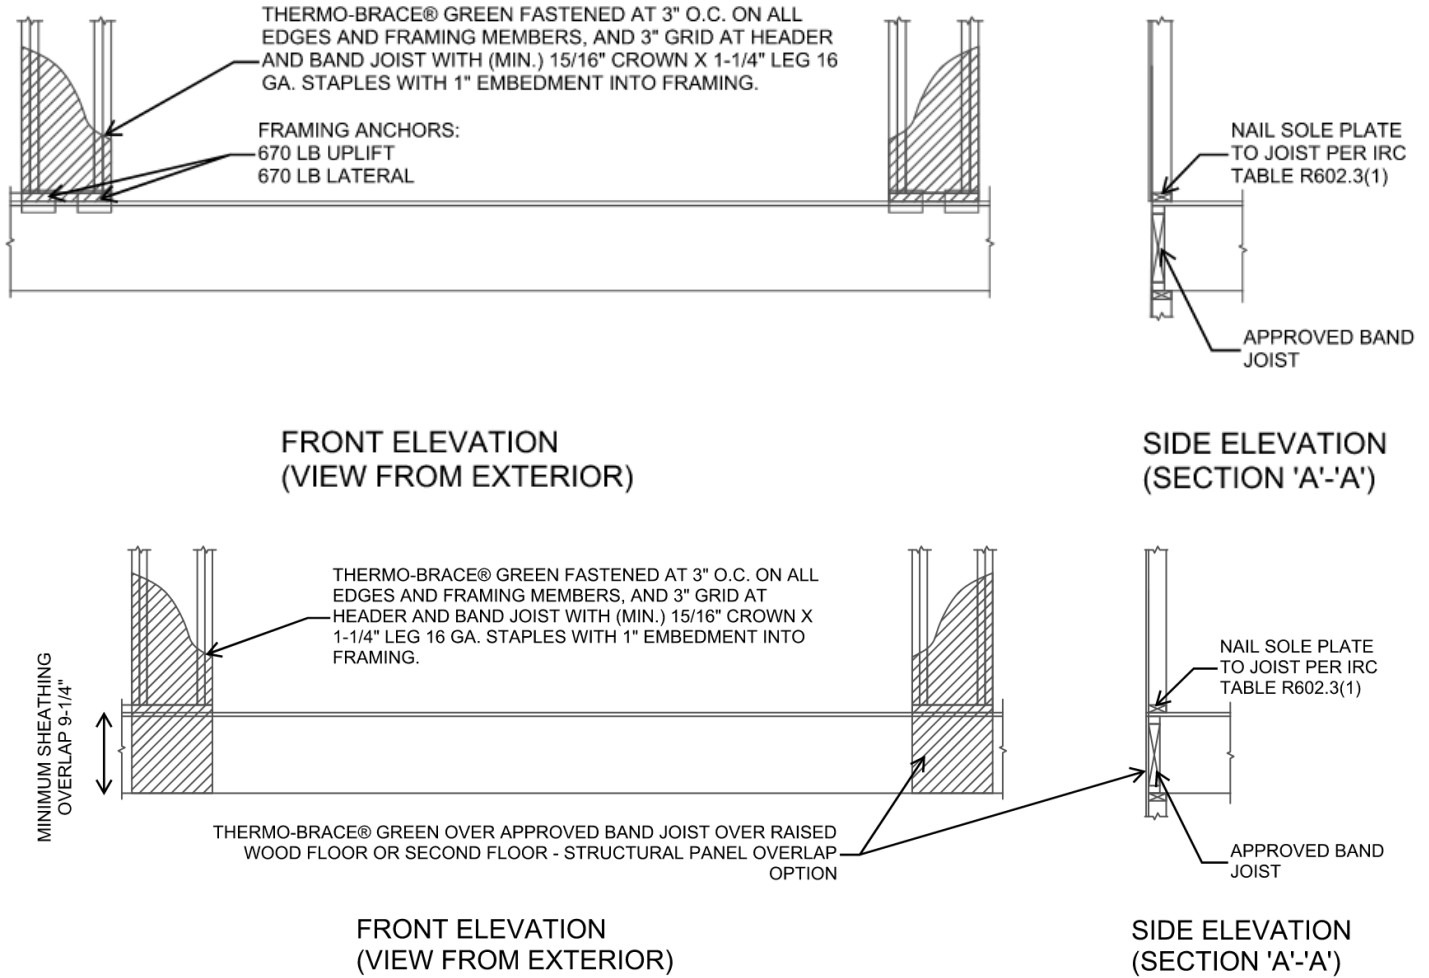 THERMO-BRACE® GREEN FASTENED AT 3" O.C. ON ALL
EDGES AND FRAMING MEMBERS, AND 3" GRID AT HEADER
AND BAND JOIST WITH (MIN.) 15/16" CROWN X 1-1/4" LEG 16
GA. STAPLES WITH 1" EMBEDMENT INTO FRAMING.
FRAMING ANCHORS:
670 LB UPLIFT
670 LB LATERAL
NAIL SOLE PLATE
TO JOIST PER IRC
TABLE R602.3(1)
APPROVED BAND
JOIST
FRONT ELEVATION
(VIEW FROM EXTERIOR)
SIDE ELEVATION
(SECTION 'A'-'A')
THERMO-BRACE® GREEN FASTENED AT 3" O.C. ON ALL
EDGES AND FRAMING MEMBERS, AND 3" GRID AT
HEADER AND BAND JOIST WITH (MIN.) 15/16" CROWN X
1-1/4" LEG 16 GA. STAPLES WITH 1" EMBEDMENT INTO
FRAMING.
MINIMUM SHEATHING
OVERLAP 9-1/4"
NAIL SOLE PLATE
TO JOIST PER IRC
TABLE R602.3(1)
THERMO-BRACE® GREEN OVER APPROVED BAND JOIST OVER RAISED
WOOD FLOOR OR SECOND FLOOR - STRUCTURAL PANEL OVERLAP
OPTION
APPROVED BAND
JOIST
FRONT ELEVATION
(VIEW FROM EXTERIOR)
SIDE ELEVATION
(SECTION 'A'-'A')